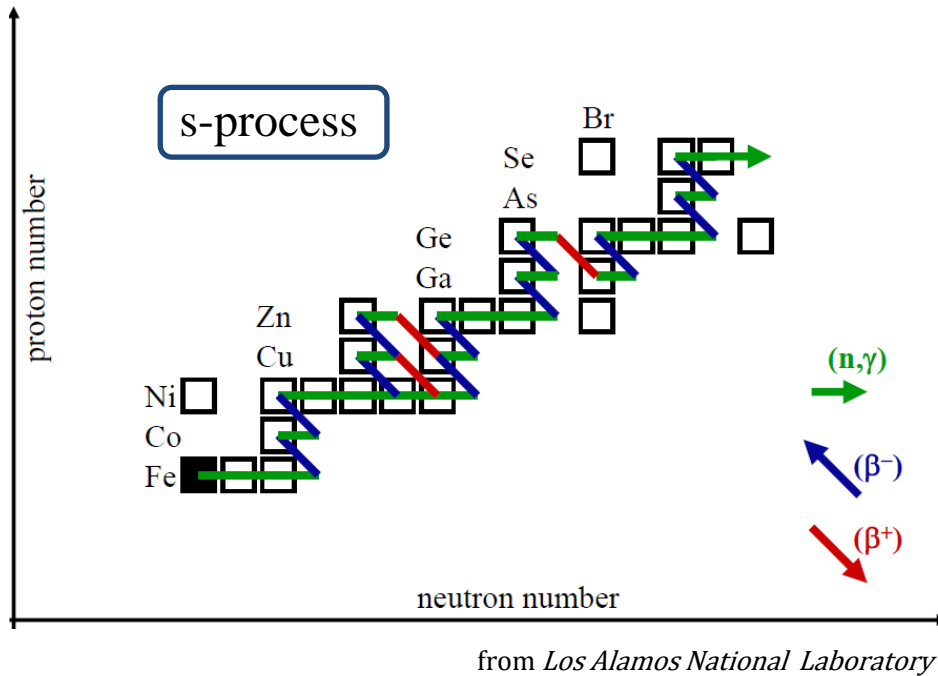 s-process
Br
Se
As
Ge
Ga
Zn
Cu
Ni
Co
Fe
(n,γ)
(β⁻)
(β⁺)
proton number
neutron number
from Los Alamos National Laboratory